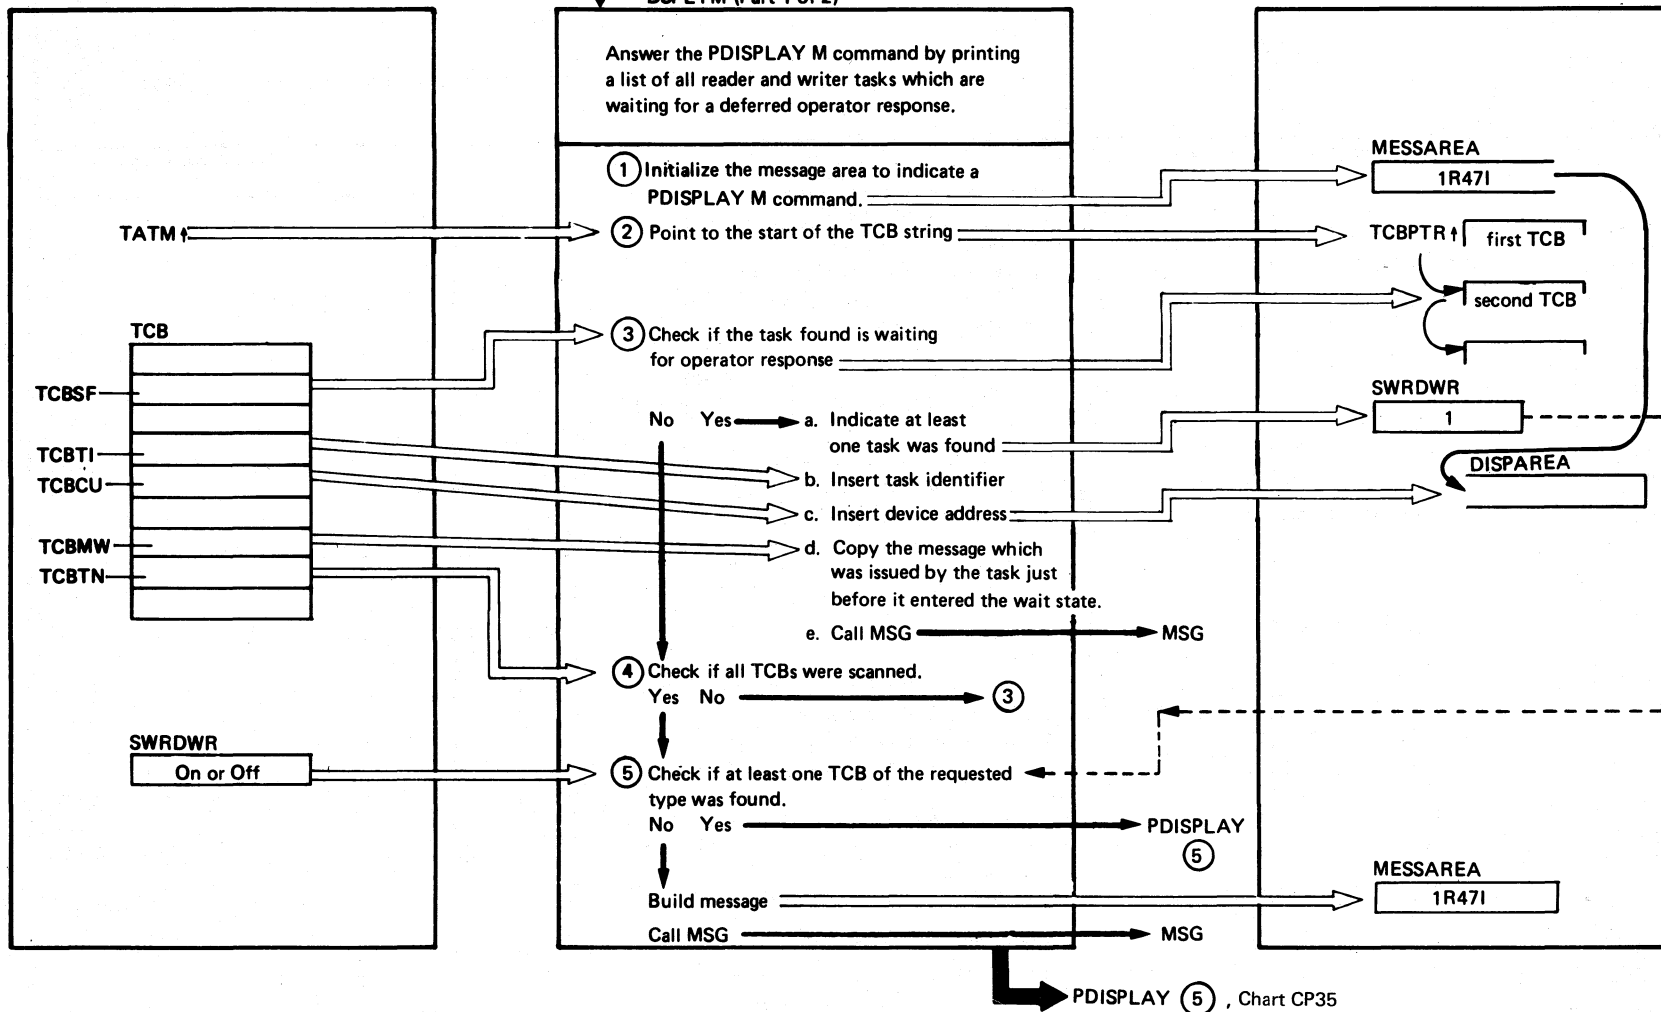 Answer the PDISPLAY M command by printing
a list of all reader and writer tasks which are
waiting for a deferred operator response.
1 Initialize the message area to indicate a
PDISPLAY M command.
MESSAREA
1R47I
TATM
2 Point to the start of the TCB string
TCBPTR
first TCB
second TCB
TCB
TCBSF
TCBTI
TCBCU
TCBMW
TCBTN
3 Check if the task found is waiting
for operator response
No Yes
a. Indicate at least
one task was found
SWRDWR
1
b. Insert task identifier
c. Insert device address
DISPAREA
d. Copy the message which
was issued by the task just
before it entered the wait state.
e. Call MSG
MSG
4 Check if all TCBs were scanned.
Yes No
3
SWRDWR
On or Off
5 Check if at least one TCB of the requested
type was found.
No Yes
PDISPLAY
5
Build message
MESSAREA
1R47I
Call MSG
MSG
PDISPLAY 5 , Chart CP35